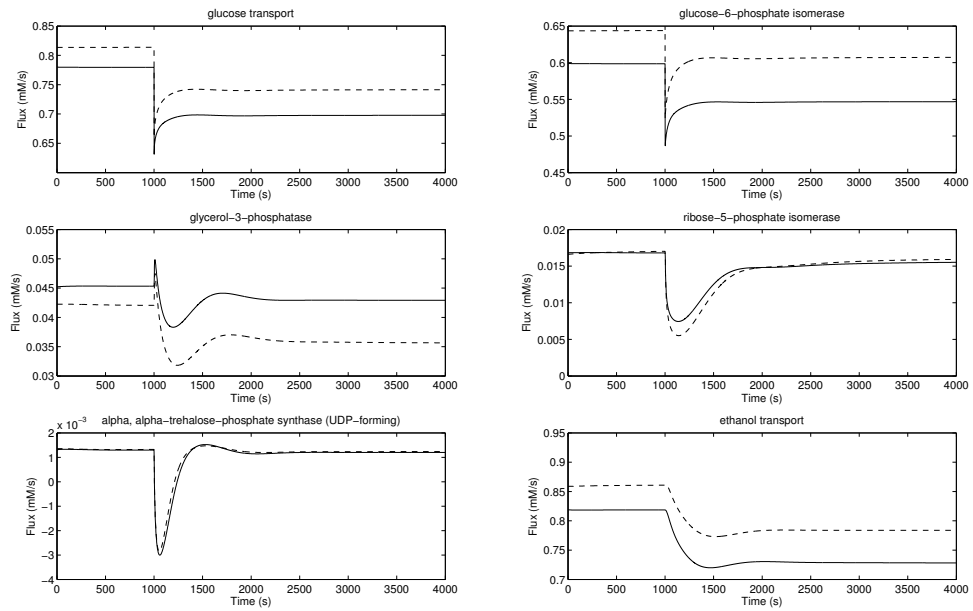 glucose transport
0.85
0.8
0.75
0.7
0.65
Flux (mM/s)
0 500 1000 1500 2000 2500 3000 3500 4000
Time (s)
glucose−6−phosphate isomerase
0.65
0.6
0.55
0.5
0.45
Flux (mM/s)
0 500 1000 1500 2000 2500 3000 3500 4000
Time (s)
glycerol−3−phosphatase
0.055
0.05
0.045
0.04
0.035
0.03
Flux (mM/s)
0 500 1000 1500 2000 2500 3000 3500 4000
Time (s)
ribose−5−phosphate isomerase
0.02
0.015
0.01
0.005
0
Flux (mM/s)
0 500 1000 1500 2000 2500 3000 3500 4000
Time (s)
x 10−3 alpha, alpha−trehalose−phosphate synthase (UDP−forming)
2
1
0
−1
−2
−3
−4
Flux (mM/s)
0 500 1000 1500 2000 2500 3000 3500 4000
Time (s)
ethanol transport
0.95
0.9
0.85
0.8
0.75
0.7
Flux (mM/s)
0 500 1000 1500 2000 2500 3000 3500 4000
Time (s)